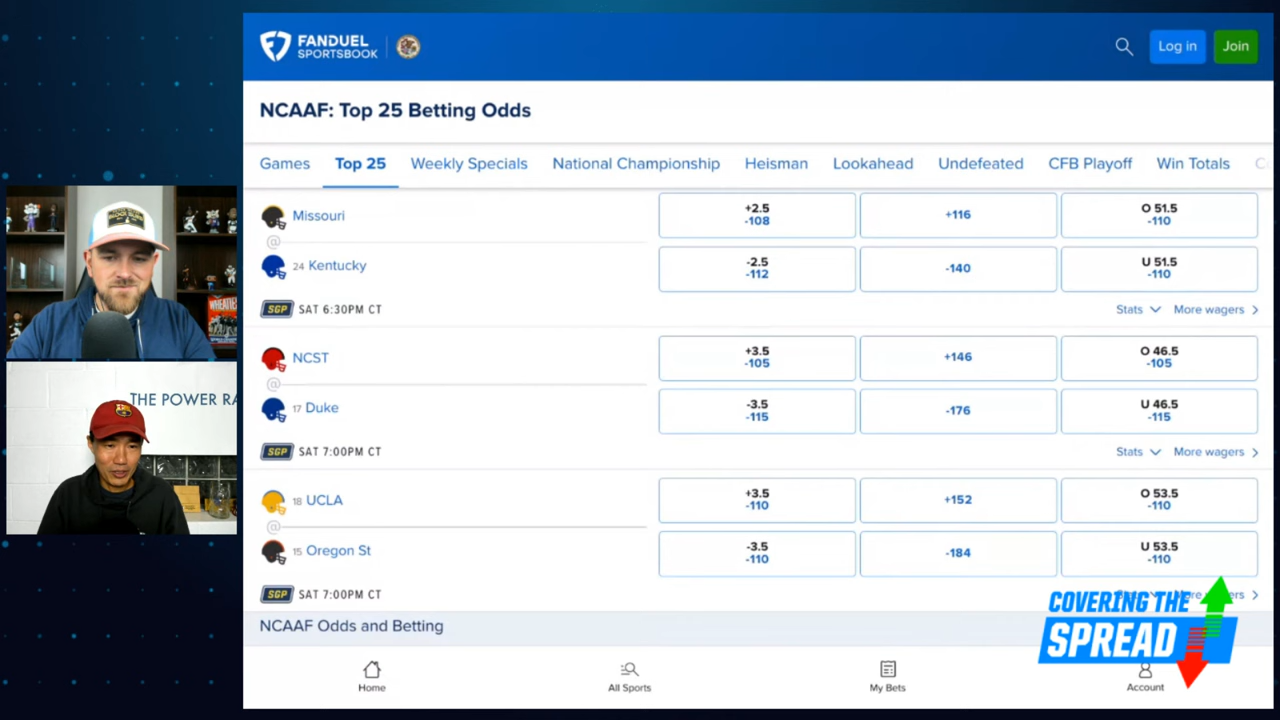 FANDUEL
SPORTSBOOK
Log in
Join
NCAAF: Top 25 Betting Odds
Games
Top 25
Weekly Specials
National Championship
Heisman
Lookahead
Undefeated
CFB Playoff
Win Totals
Missouri
+2.5
-108
+116
O 51.5
-110
@
24 Kentucky
-2.5
-112
-140
U 51.5
-110
SGP SAT 6:30PM CT
Stats
More wagers
NCST
+3.5
-105
+146
O 46.5
-105
@
17 Duke
-3.5
-115
-176
U 46.5
-115
SGP SAT 7:00PM CT
Stats
More wagers
18 UCLA
+3.5
-110
+152
O 53.5
-110
@
15 Oregon St
-3.5
-110
-184
U 53.5
-110
SGP SAT 7:00PM CT
NCAAF Odds and Betting
COVERING THE
SPREAD
Home
All Sports
My Bets
Account
WHEATIES
THE POWER RA